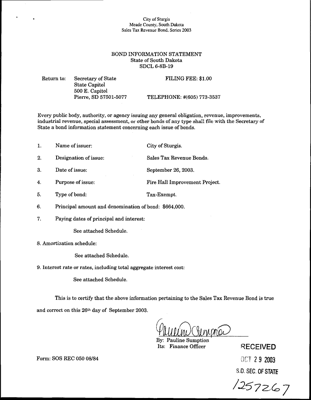 City of Sturgis
Meade County, South Dakota
Sales Tax Revenue Bond, Series 2003
BOND INFORMATION STATEMENT
State of South Dakota
SDCL 6-8B-19
Return to: Secretary of State FILING FEE: $1.00
State Capitol
500 E. Capitol
Pierre, SD 57501-5077 TELEPHONE: #(605) 773-3537
Every public body, authority, or agency issuing any general obligation, revenue, improvements,
industrial revenue, special assessment, or other bonds of any type shall file with the Secretary of
State a bond information statement concerning each issue of bonds.
1. Name of issuer: City of Sturgis.
2. Designation of issue: Sales Tax Revenue Bonds.
3. Date of issue: September 26, 2003.
4. Purpose of issue: Fire Hall Improvement Project.
5. Type of bond: Tax-Exempt.
6. Principal amount and denomination of bond: $664,000.
7. Paying dates of principal and interest:
See attached Schedule.
8. Amortization schedule:
See attached Schedule.
9. Interest rate or rates, including total aggregate interest cost:
See attached Schedule.
This is to certify that the above information pertaining to the Sales Tax Revenue Bond is true
and correct on this 26th day of September 2003.
By: Pauline Sumption
Its: Finance Officer
RECEIVED
OCT 29 2003
S.D. SEC. OF STATE
Form: SOS REC 050 08/84
1257267